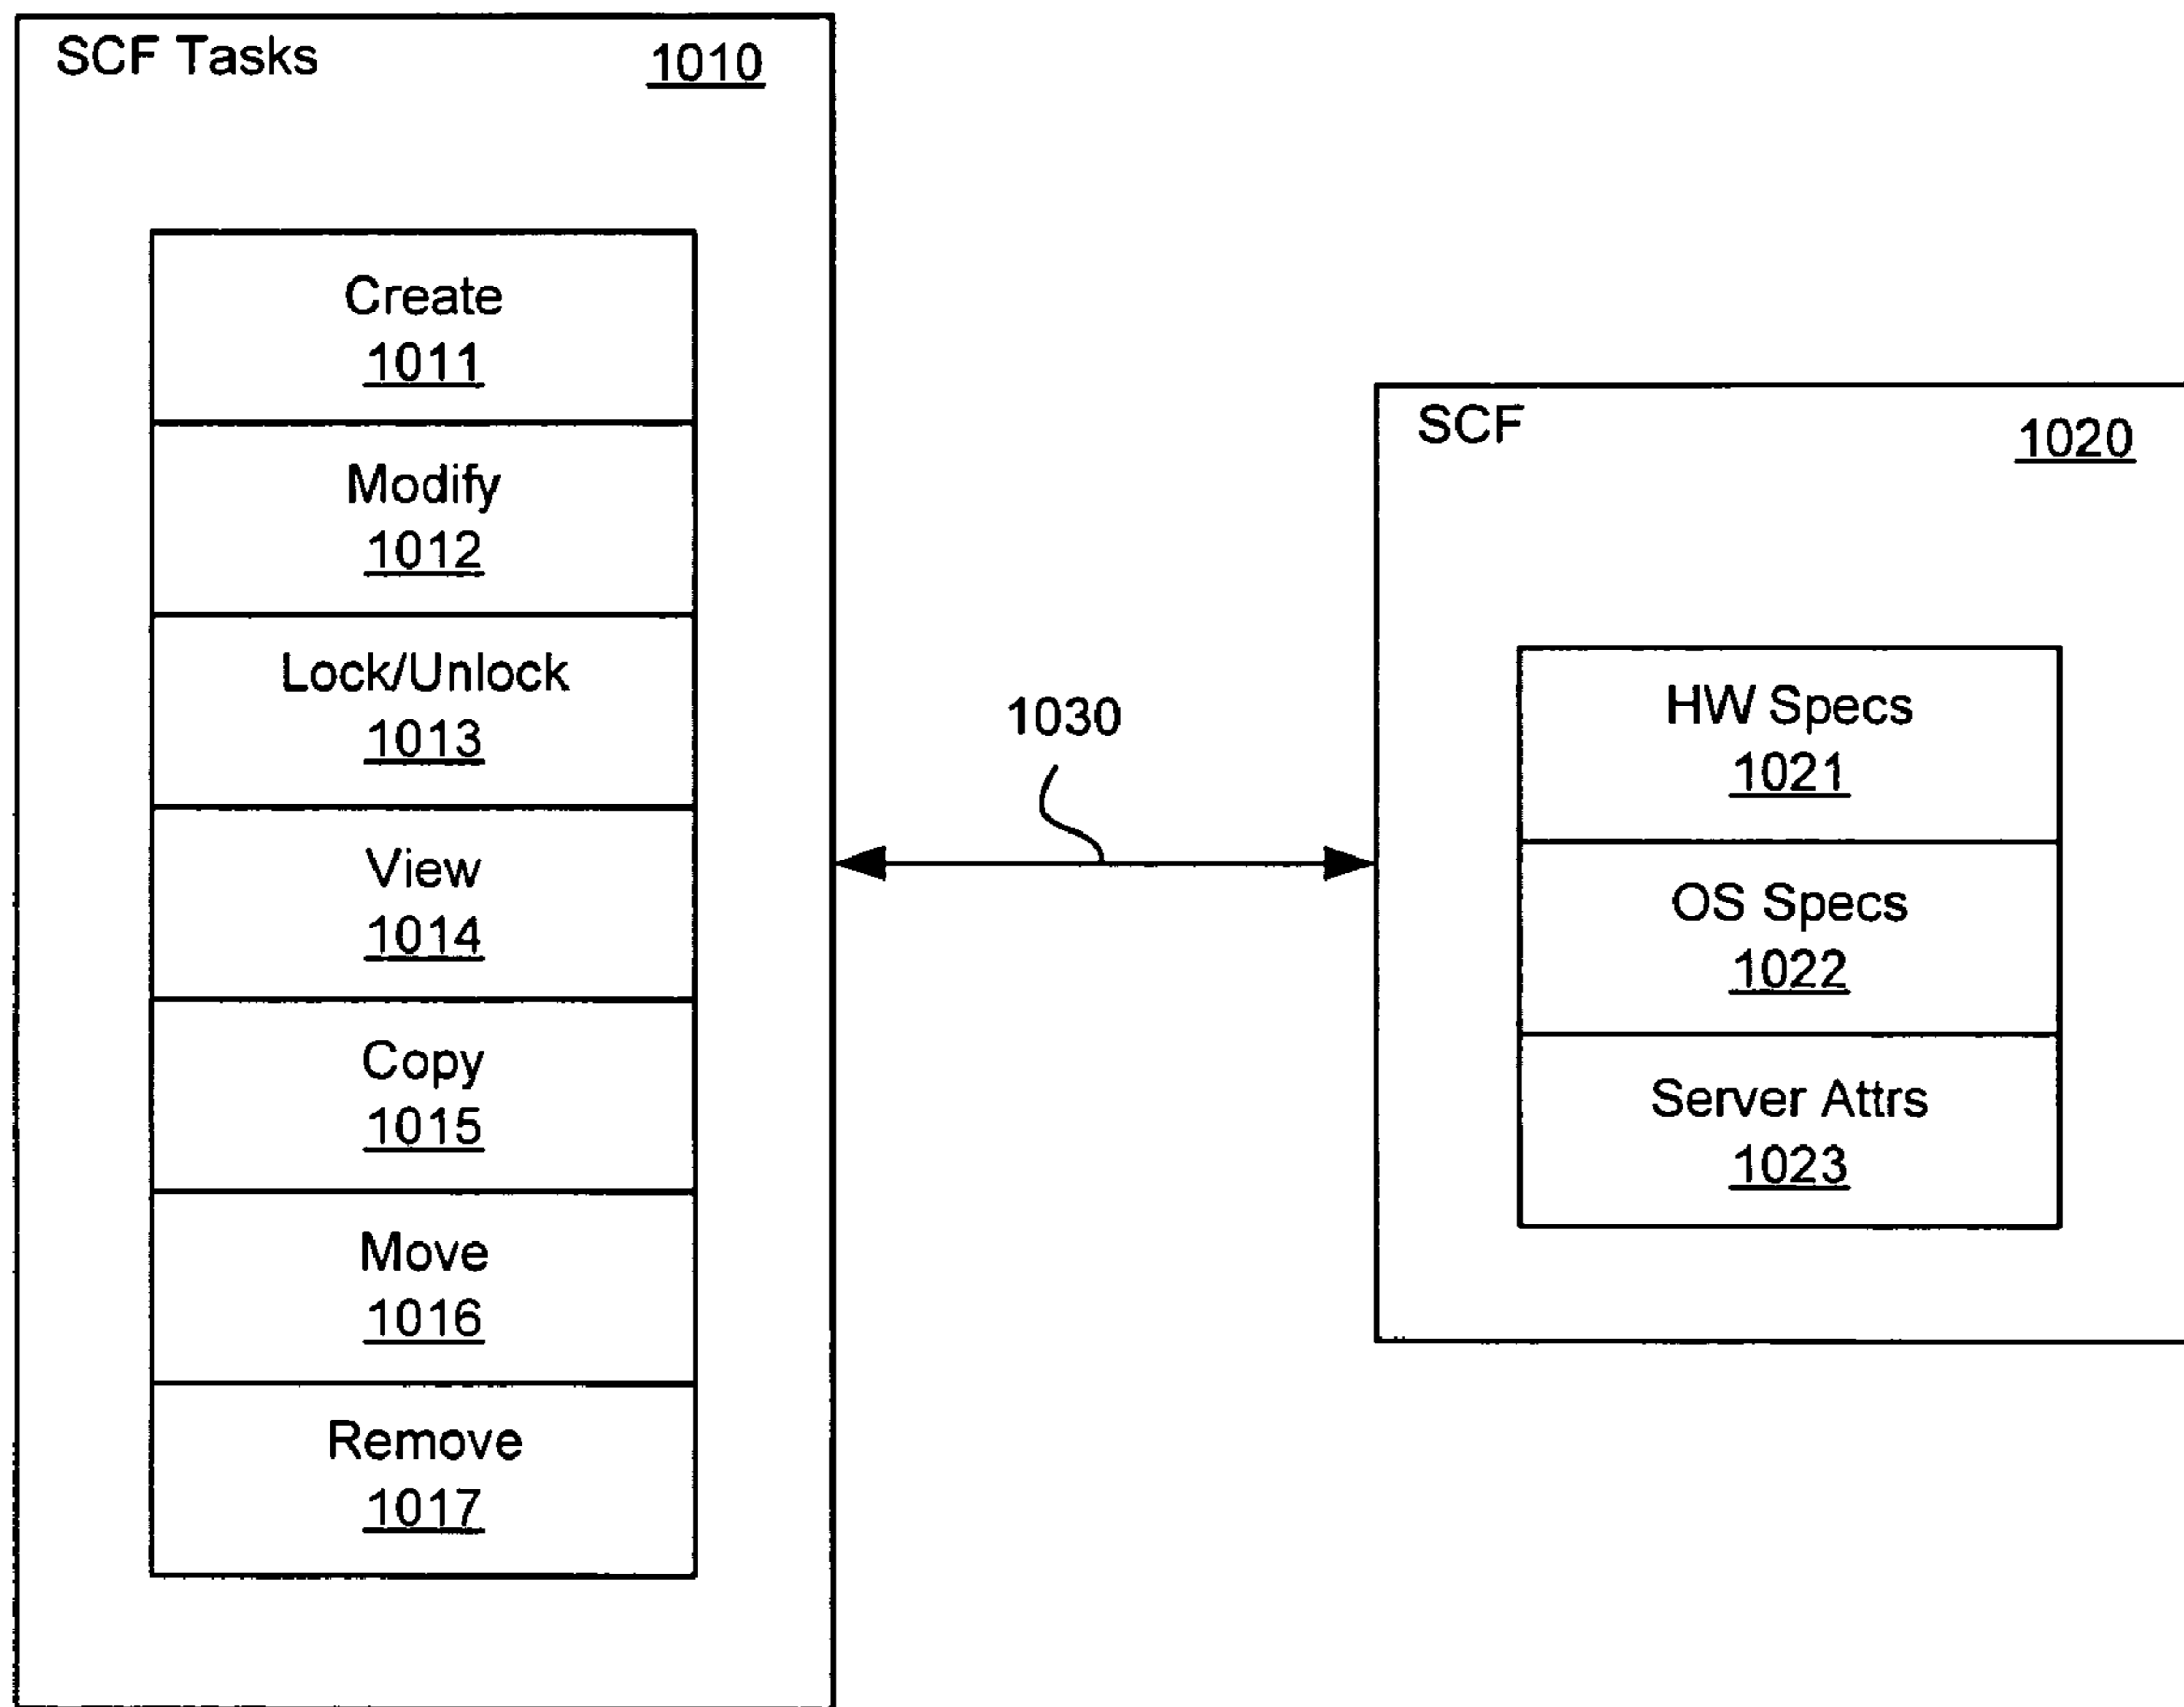 SCF Tasks 1010
Create
1011
Modify
1012
Lock/Unlock
1013
View
1014
Copy
1015
Move
1016
Remove
1017
1030
SCF 1020
HW Specs
1021
OS Specs
1022
Server Attrs
1023